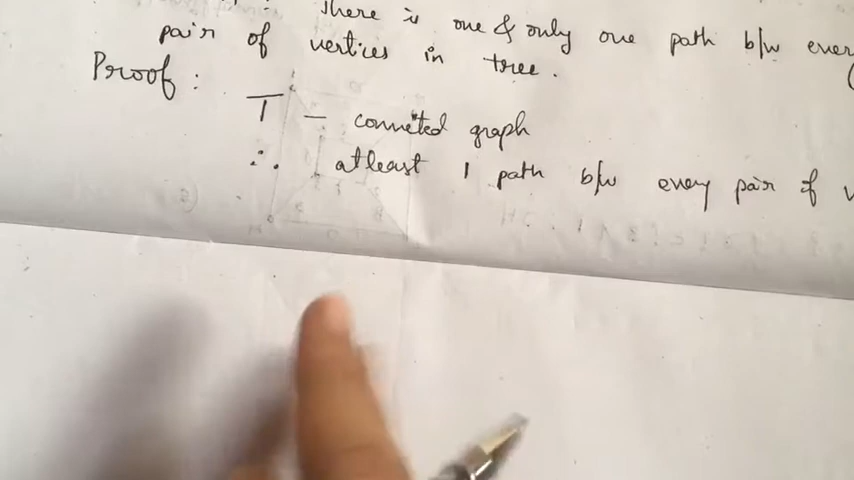 There is one & only one path b/w every
pair of vertices in tree.
Proof :
T - conneted graph
∴ atleast 1 path b/w every pair of v